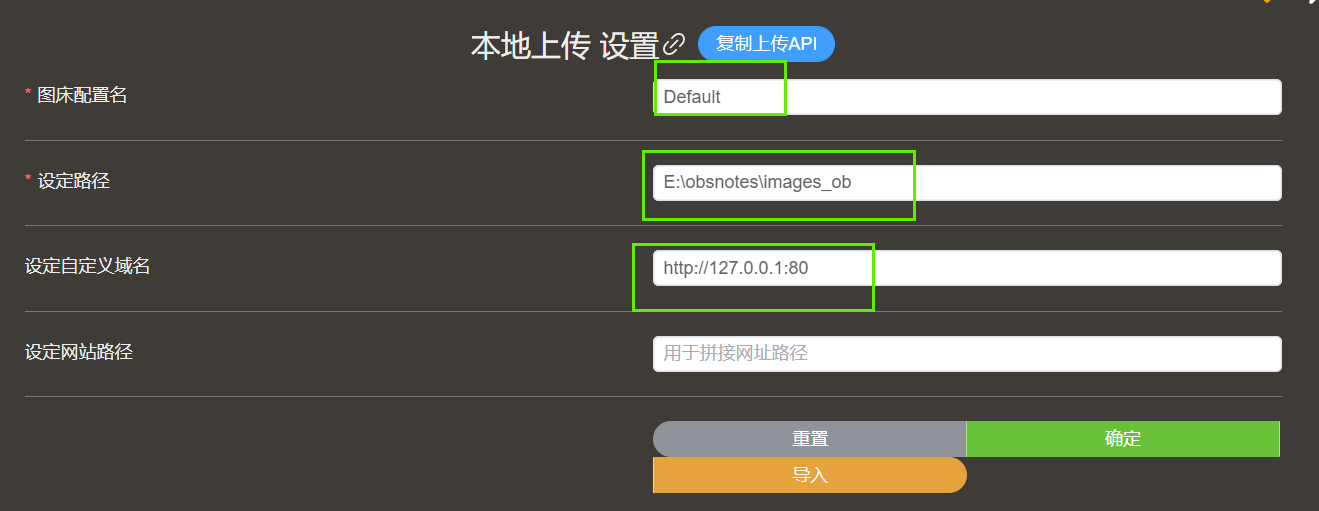 本地上传 设置 复制上传API
* 图床配置名 Default
* 设定路径 E:\obsnotes\images_ob
设定自定义域名 http://127.0.0.1:80
设定网站路径 用于拼接网址路径
重置 确定
导入